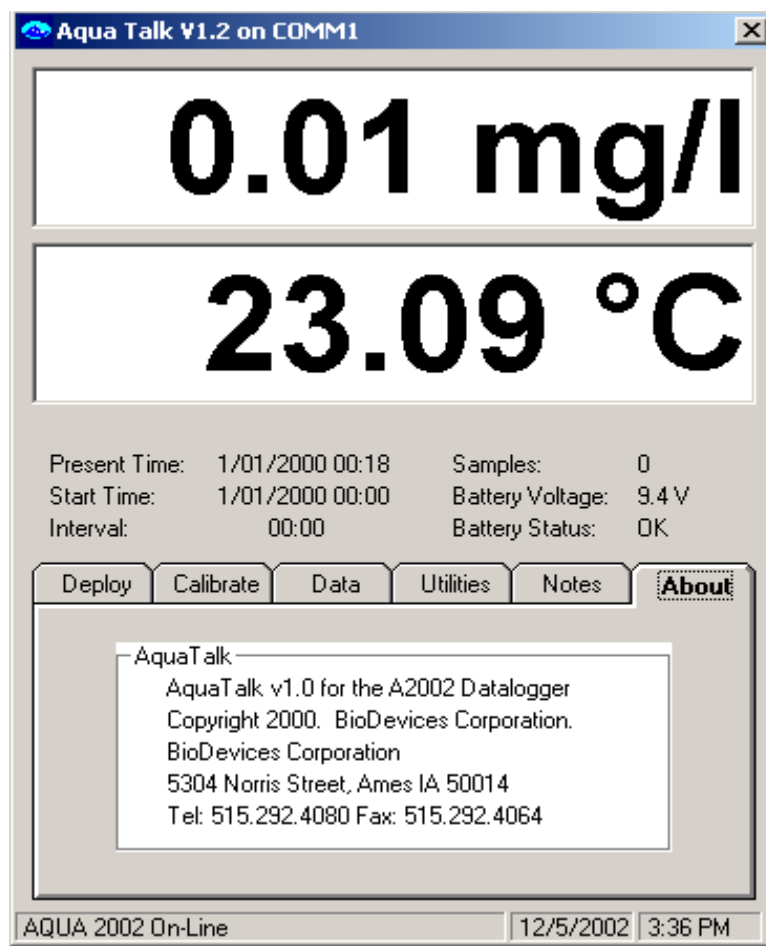 Aqua Talk V1.2 on COMM1
0.01 mg/l
23.09 °C
Present Time: 1/01/2000 00:18 Samples: 0
Start Time: 1/01/2000 00:00 Battery Voltage: 9.4 V
Interval: 00:00 Battery Status: OK
Deploy Calibrate Data Utilities Notes About
AquaTalk
AquaTalk v1.0 for the A2002 Datalogger
Copyright 2000. BioDevices Corporation.
BioDevices Corporation
5304 Norris Street, Ames IA 50014
Tel: 515.292.4080 Fax: 515.292.4064
AQUA 2002 On-Line 12/5/2002 3:36 PM